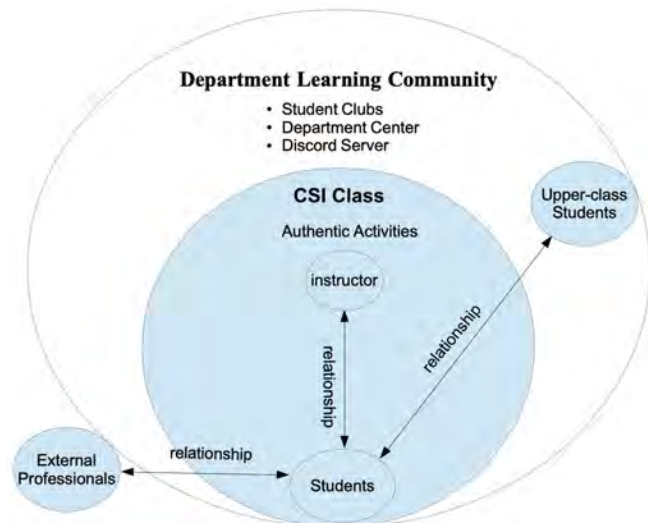 Department Learning Community
• Student Clubs
• Department Center
• Discord Server
CSI Class
Authentic Activities
instructor
Upper-class
Students
relationship
relationship
relationship
External
Professionals
Students